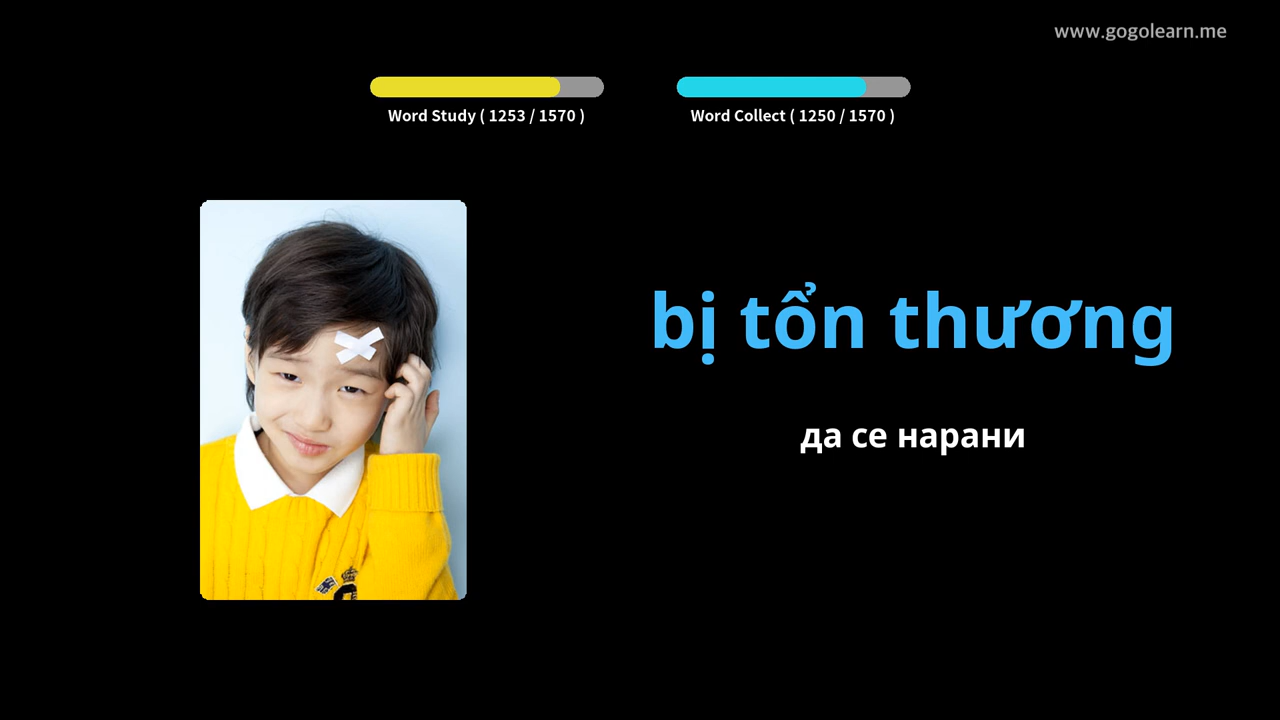 www.gogolearn.me
Word Study ( 1253 / 1570 )
Word Collect ( 1250 / 1570 )
bị tổn thương
да се нарани